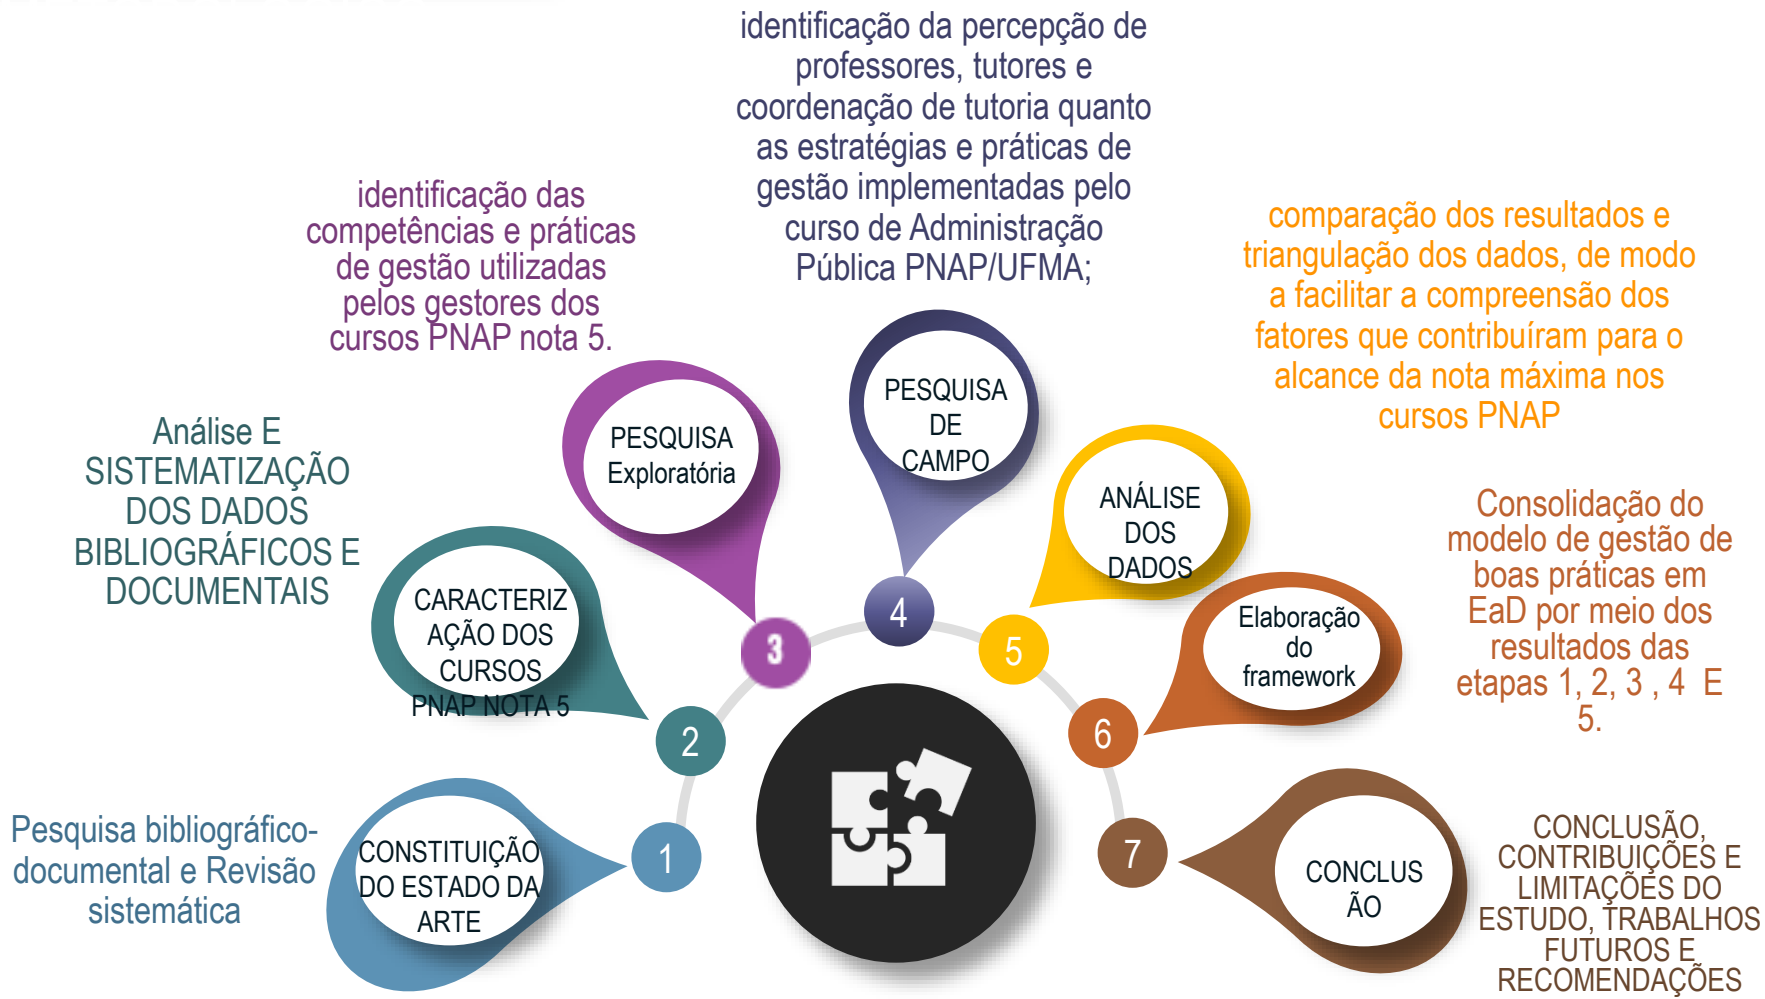 Pesquisa bibliográfico-
documental e Revisão
sistemática
CONSTITUIÇÃO
DO ESTADO DA
ARTE
1
Análise E
SISTEMATIZAÇÃO
DOS DADOS
BIBLIOGRÁFICOS E
DOCUMENTAIS
CARACTERIZ
AÇÃO DOS
CURSOS
PNAP NOTA 5
2
identificação das
competências e práticas
de gestão utilizadas
pelos gestores dos
cursos PNAP nota 5.
PESQUISA
Exploratória
3
identificação da percepção de
professores, tutores e
coordenação de tutoria quanto
as estratégias e práticas de
gestão implementadas pelo
curso de Administração
Pública PNAP/UFMA;
PESQUISA
DE
CAMPO
4
comparação dos resultados e
triangulação dos dados, de modo
a facilitar a compreensão dos
fatores que contribuíram para o
alcance da nota máxima nos
cursos PNAP
ANÁLISE
DOS
DADOS
5
Consolidação do
modelo de gestão de
boas práticas em
EaD por meio dos
resultados das
etapas 1, 2, 3 , 4 E
5.
Elaboração
do
framework
6
CONCLUSÃO,
CONTRIBUIÇÕES E
LIMITAÇÕES DO
ESTUDO, TRABALHOS
FUTUROS E
RECOMENDAÇÕES
CONCLUS
ÃO
7